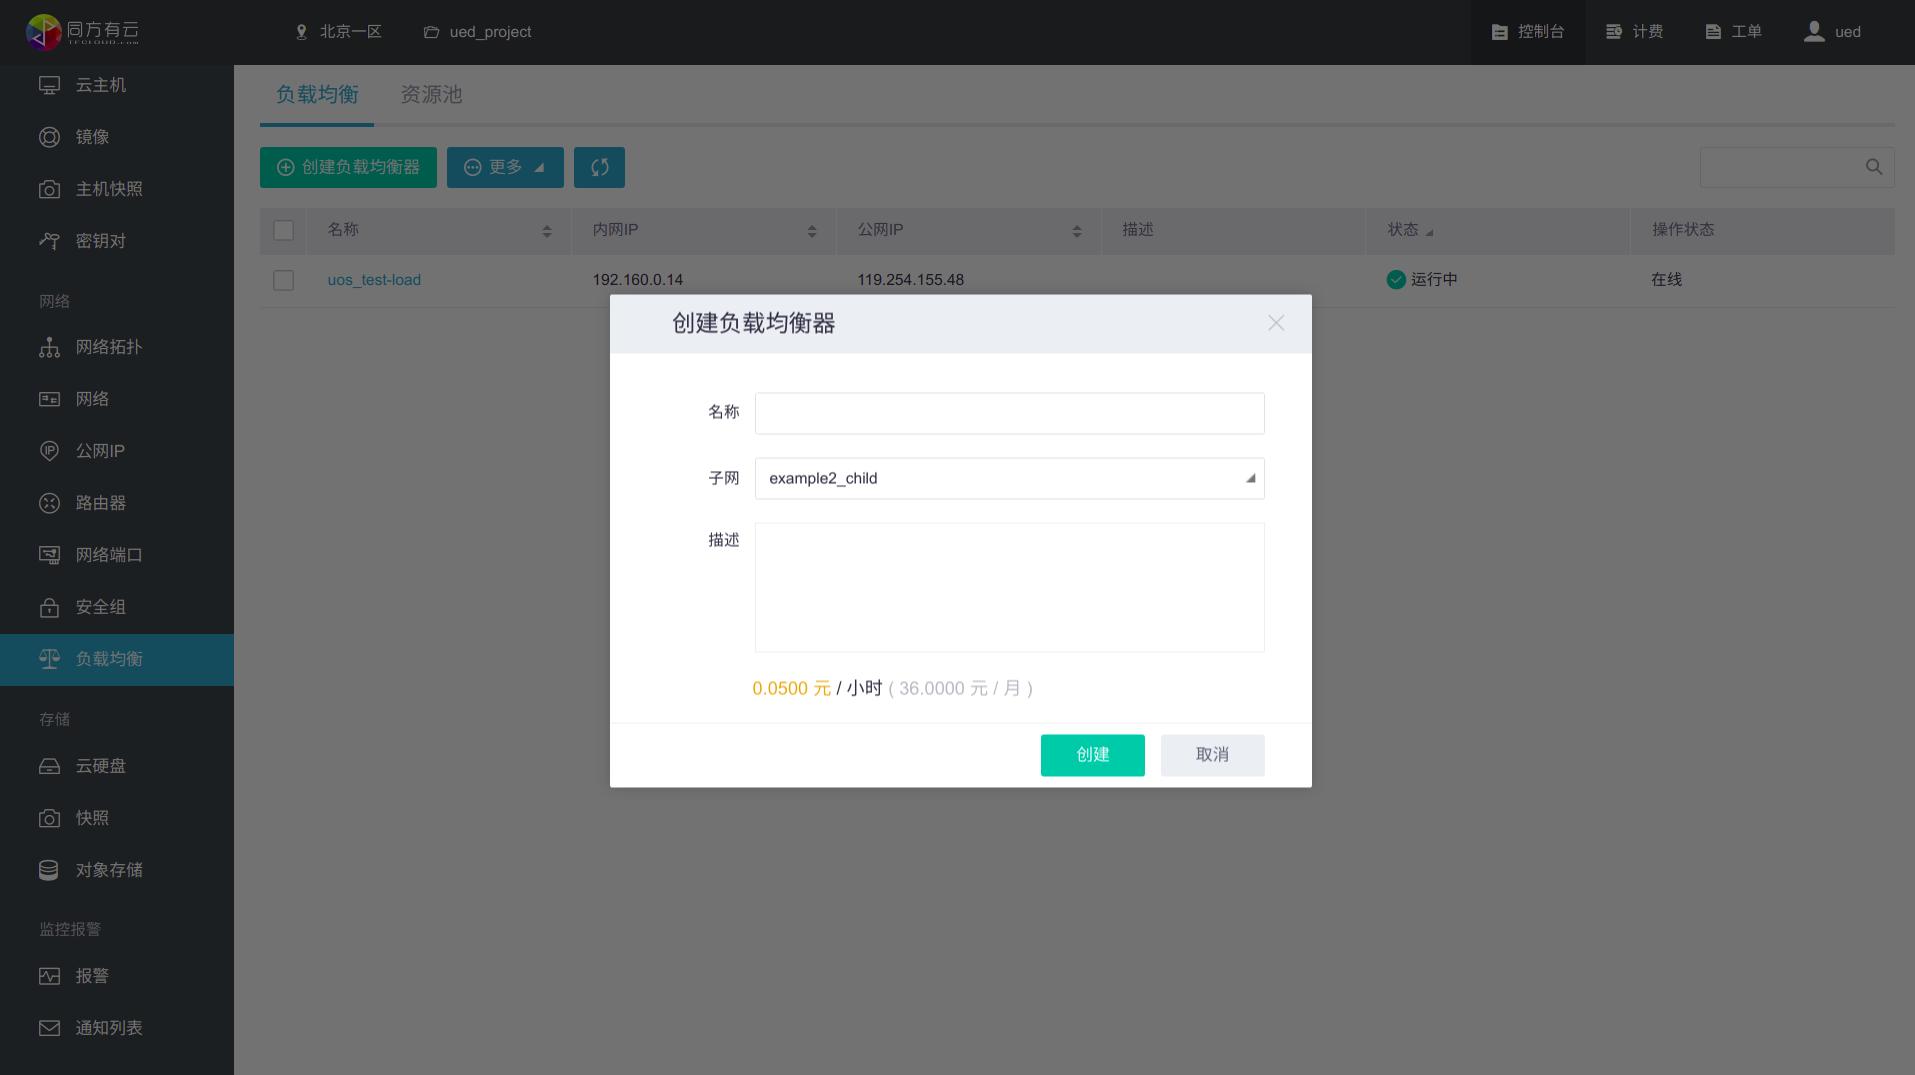 同方有云
TFCLOUD.com
北京一区
ued_project
控制台
计费
工单
ued
云主机
镜像
主机快照
密钥对
网络
网络拓扑
网络
公网IP
路由器
网络端口
安全组
负载均衡
存储
云硬盘
快照
对象存储
监控报警
报警
通知列表
负载均衡
资源池
创建负载均衡器
更多
名称
内网IP
公网IP
描述
状态
操作状态
uos_test-load
192.160.0.14
119.254.155.48
运行中
在线
创建负载均衡器
名称
子网
example2_child
描述
0.0500 元 / 小时 ( 36.0000 元 / 月 )
创建
取消